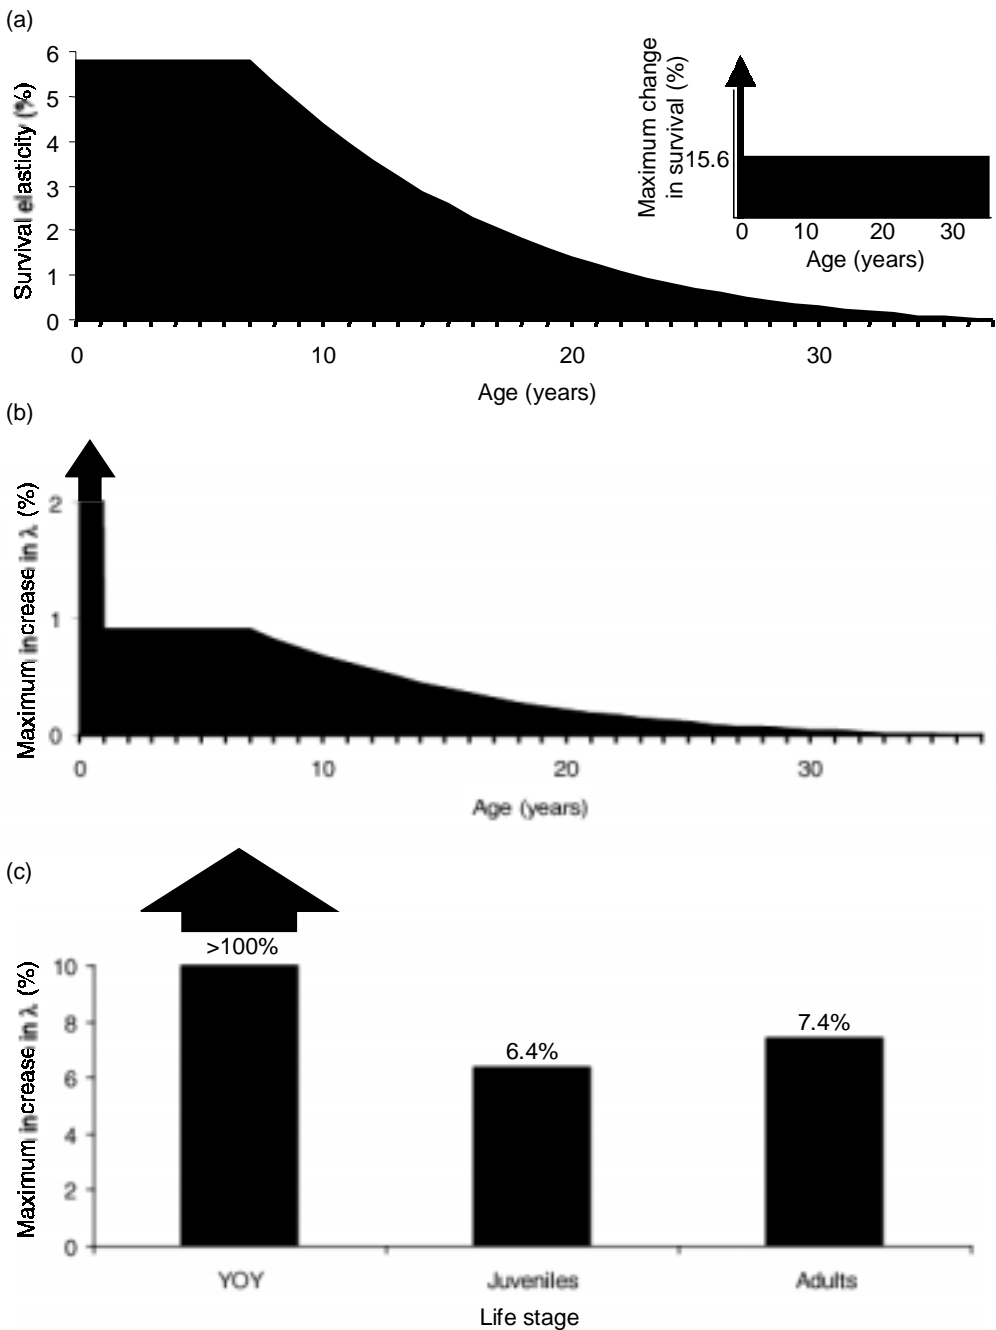 (a)
Survival elasticity (%)
6
5
4
3
2
1
0
0 10 20 30
Age (years)
Maximum change
in survival (%)
15.6
0 10 20 30
Age (years)
(b)
Maximum increase in λ (%)
2
1
0
0 10 20 30
Age (years)
(c)
Maximum increase in λ (%)
10
8
6
4
2
0
>100%
6.4%
7.4%
YOY Juveniles Adults
Life stage